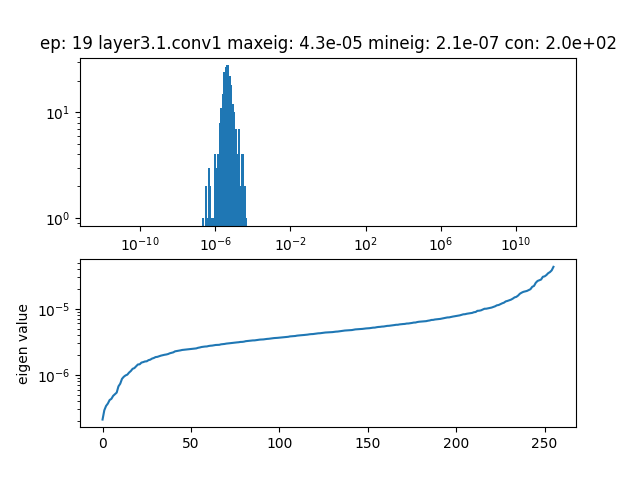 ep: 19 layer3.1.conv1 maxeig: 4.3e-05 mineig: 2.1e-07 con: 2.0e+02
10¹
10⁰
10⁻¹⁰ 10⁻⁶ 10⁻² 10² 10⁶ 10¹⁰
eigen value
10⁻⁵
10⁻⁶
0 50 100 150 200 250